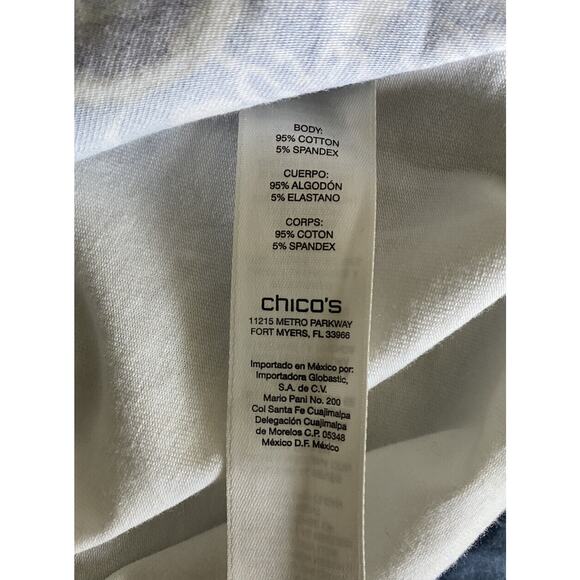 BODY:
95% COTTON
5% SPANDEX
CUERPO:
95% ALGODÓN
5% ELASTANO
CORPS:
95% COTON
5% SPANDEX
chico's
11215 METRO PARKWAY
FORT MYERS, FL 33966
Importado en México por:
Importadora Globastic,
S.A. de C.V.
Mario Pani No. 200
Col Santa Fe Cuajimalpa
Delegación Cuajimalpa
de Morelos C.P. 05348
México D.F. México